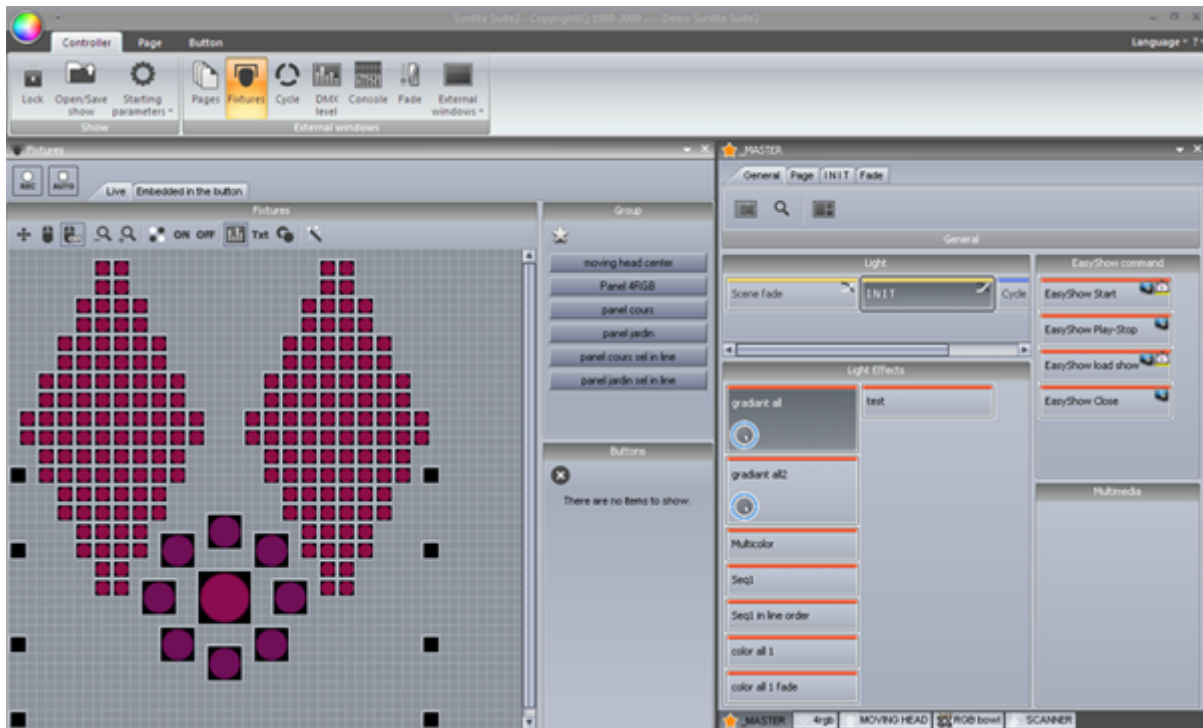 Sunlite Suite2 - Copyright(C) 1989-2009 ---- Demo Sunlite Suite2
Controller Page Button Language ?
Lock Open/Save show Starting parameters Pages Fixtures Cycle DMX level Console Fade External windows
Show External windows
Fixtures
REC AUTO Live Embedded in the button
Fixtures
ON OFF Txt
Group
moving head center
Panel 4RGB
panel cours
panel jardin
panel cours sel in line
panel jardin sel in line
Buttons
There are no items to show.
_MASTER
General Page INIT Fade
General
Light
Scene fade INIT Cycle
EasyShow command
EasyShow Start
EasyShow Play-Stop
EasyShow load show
EasyShow Close
Light Effects
gradiant all
test
gradiant all2
Multicolor
Seq1
Seq1 in line order
color all 1
color all 1 fade
Multimedia
_MASTER 4rgb MOVING HEAD RGB bowl SCANNER